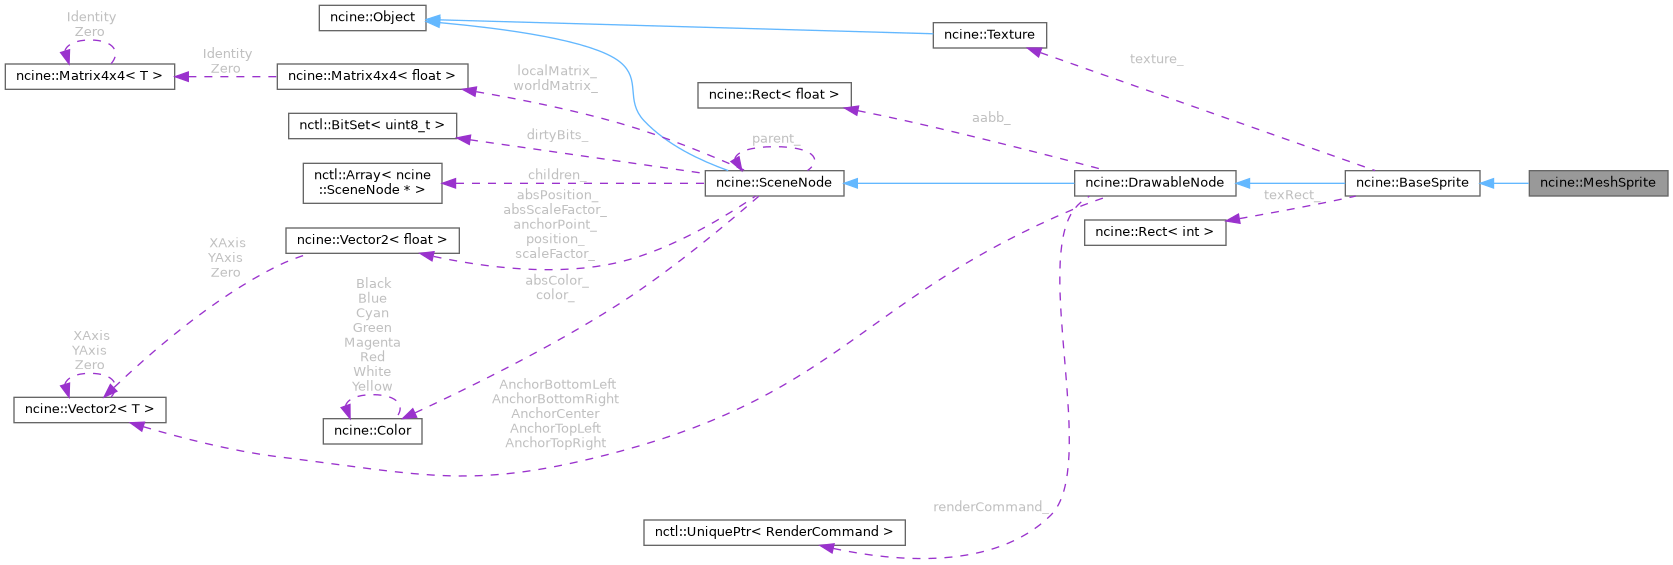 ncine::Object
Identity
Zero
ncine::Texture
Identity
Zero
ncine::Matrix4x4< T >
ncine::Matrix4x4< float >
localMatrix_
worldMatrix_
texture_
ncine::Rect< float >
aabb_
nctl::BitSet< uint8_t >
dirtyBits_
parent_
nctl::Array< ncine
::SceneNode * >
children_
ncine::SceneNode
ncine::DrawableNode
ncine::BaseSprite
ncine::MeshSprite
absPosition_
absScaleFactor_
anchorPoint_
position_
scaleFactor_
texRect_
ncine::Rect< int >
ncine::Vector2< float >
XAxis
YAxis
Zero
absColor_
color_
Black
Blue
Cyan
Green
Magenta
Red
White
Yellow
XAxis
YAxis
Zero
ncine::Vector2< T >
ncine::Color
AnchorBottomLeft
AnchorBottomRight
AnchorCenter
AnchorTopLeft
AnchorTopRight
renderCommand_
nctl::UniquePtr< RenderCommand >